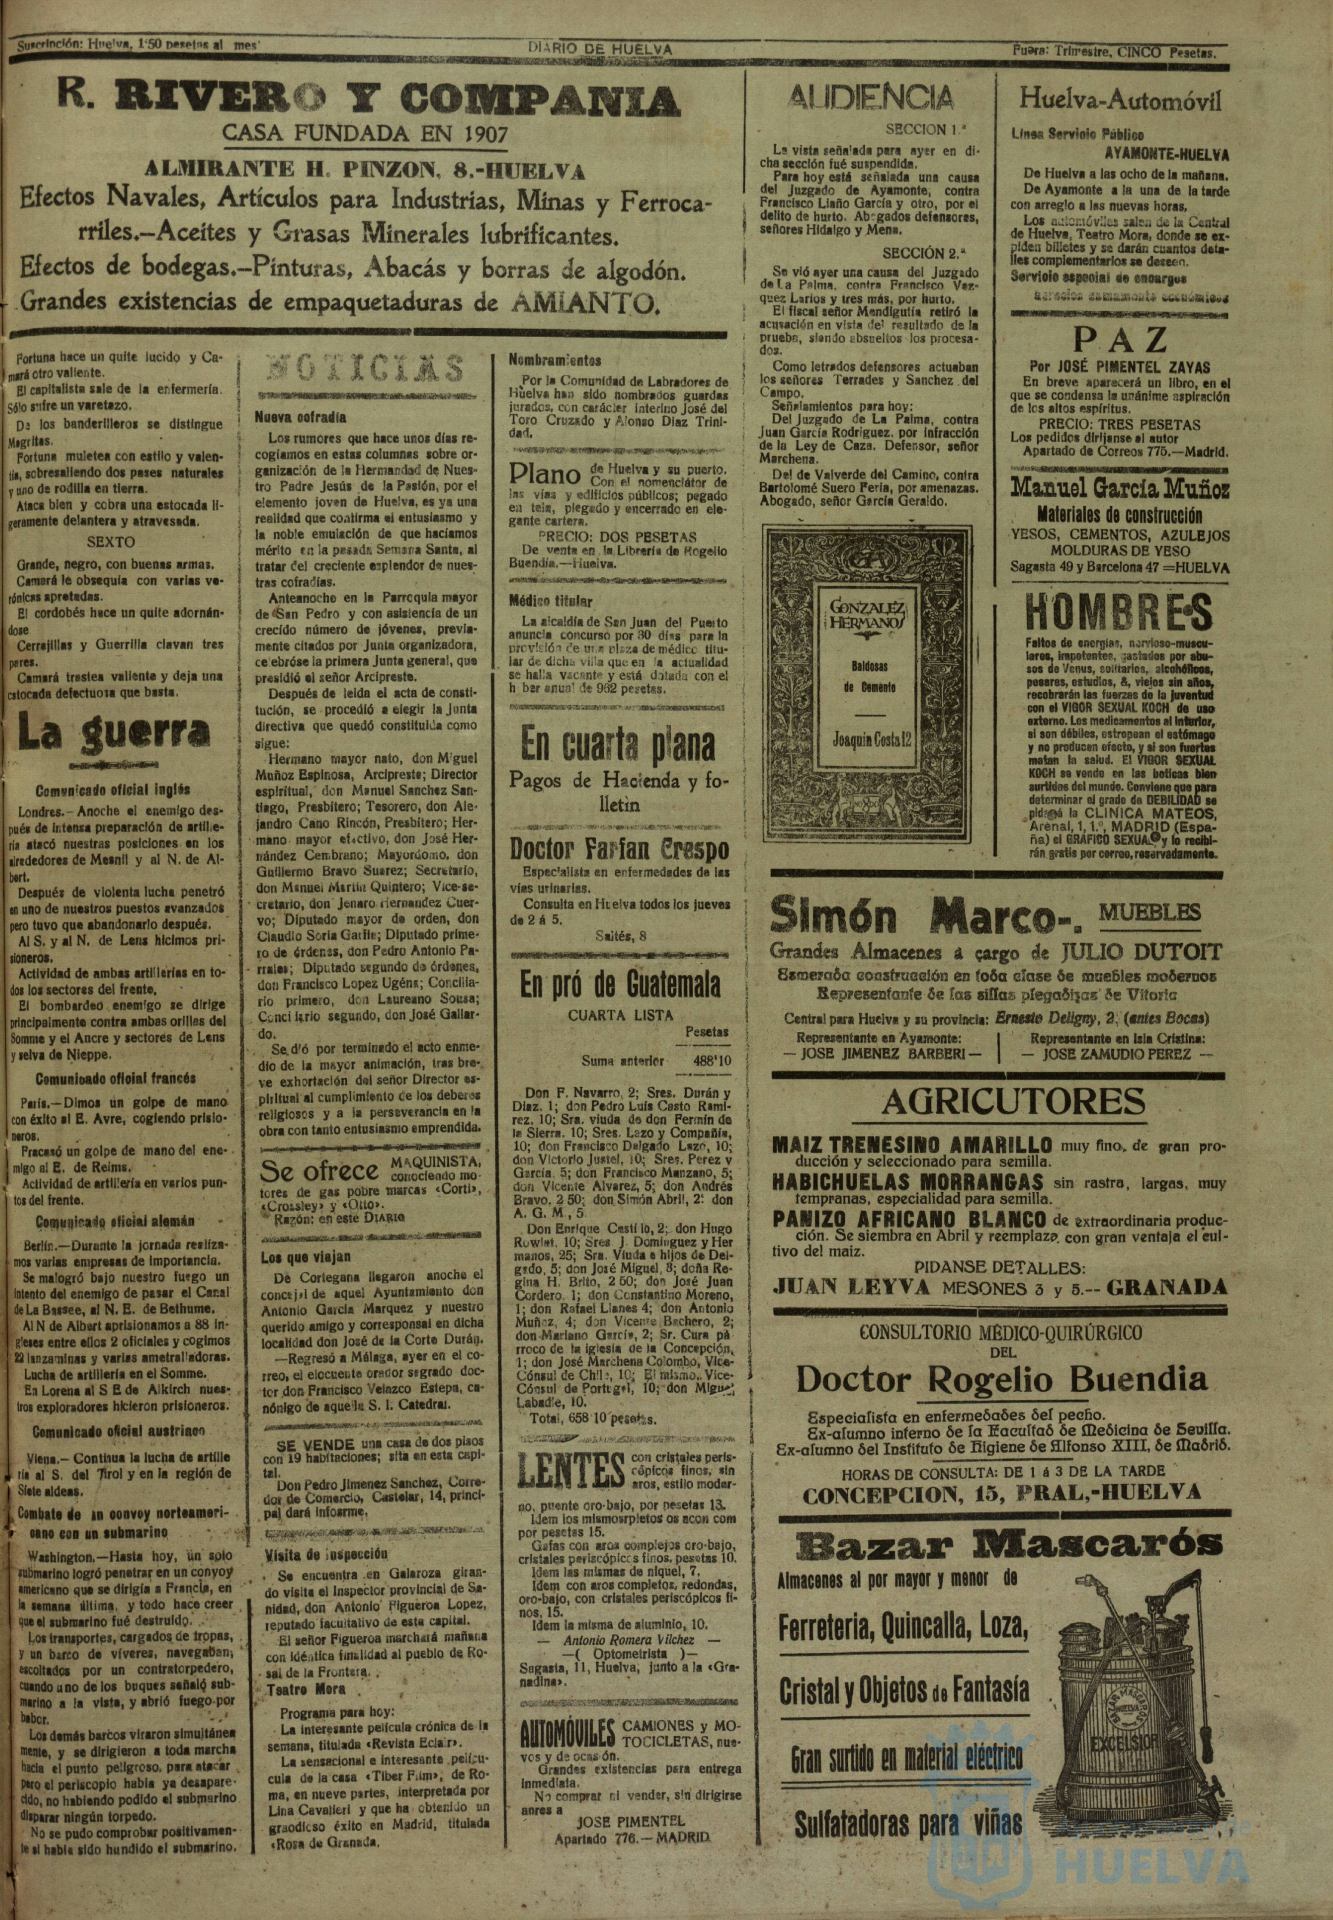 Suscrinción: Huelva, 1'50 pesetas al mes
DIARIO DE HUELVA
Fuera: Trimestre, CINCO Pesetas.
R. RIVERO Y COMPANIA
CASA FUNDADA EN 1907
ALMIRANTE H. PINZON, 8.-HUELVA
Efectos Navales, Artículos para Industrias, Minas y Ferroca-
rriles.-Aceites y Grasas Minerales lubrificantes.
Efectos de bodegas.-Pinturas, Abacás y borras de algodón.
Grandes existencias de empaquetaduras de AMIANTO.
Fortuna hace un quite lucido y Ca-
mará otro valiente.
El capitalista sale de la enfermería.
Sólo sufre un varetazo.
De los banderilleros se distingue
Magritas.
Fortuna muletea con estilo y valen-
tía, sobresaliendo dos pases naturales
y uno de rodilla en tierra.
Ataca bien y cobra una estocada li-
geramente delantera y atravesada.
SEXTO
Grande, negro, con buenas armas.
Camará le obsequia con varias ve-
rónicas apretadas.
El cordobés hace un quite adornán-
dose
Cerrajillas y Guerrilla clavan tres
pares.
Camará trastea valiente y deja una
estocada defectuosa que basta.
La guerra
Comunicado oficial inglés
Londres.-Anoche el enemigo des-
pués de intensa preparación de artille-
ría atacó nuestras posiciones en los
alrededores de Mesnil y al N. de Al-
bert.
Después de violenta lucha penetró
en uno de nuestros puestos avanzados
pero tuvo que abandonarlo después.
Al S. y al N. de Lens hicimos pri-
sioneros.
Actividad de ambas artillerías en to-
dos los sectores del frente.
El bombardeo enemigo se dirige
principalmente contra ambas orillas del
Somme y el Ancre y sectores de Lens
y selva de Nieppe.
Comunicado oficial francés
París.-Dimos un golpe de mano
con éxito al E. Avre, cogiendo prisio-
neros.
Fracasó un golpe de mano del ene-
migo al E. de Reims.
Actividad de artillería en varios pun-
tos del frente.
Comunicado oficial alemán
Berlín.-Durante la jornada realiza-
mos varias empresas de importancia.
Se malogró bajo nuestro fuego un
intento del enemigo de pasar el Canal
de La Bassee, al N. E. de Bethume.
Al N de Albert aprisionamos a 88 in-
gleses entre ellos 2 oficiales y cogimos
22 lanzaminas y varias ametralladoras.
Lucha de artillería en el Somme.
En Lorena al S E de Alkirch nues-
tros exploradores hicieron prisioneros.
Comunicado oficial austriaco
Viena.- Continúa la lucha de artille
ría al S. del Tirol y en la región de
Siete aldeas.
Combate de un convoy norteameri-
cano con un submarino
Washington.-Hasta hoy, un solo
submarino logró penetrar en un convoy
americano que se dirigía a Francia, en
la semana última, y todo hace creer
que el submarino fué destruído.
Los transportes, cargados de tropas,
y un barco de víveres, navegaban,
escoltados por un contratorpedero,
cuando uno de los buques señaló sub-
marino a la vista, y abrió fuego por
babor.
Los demás barcos viraron simultánea
mente, y se dirigieron a toda marcha
hacia el punto peligroso, para atacar
pero el periscopio había ya desapare-
cido, no habiendo podido el submarino
disparar ningún torpedo.
No se pudo comprobar positivamen-
te si había sido hundido el submarino.
NOTICIAS
Nueva cofradía
Los rumores que hace unos días re-
cogíamos en estas columnas sobre or-
ganización de la Hermandad de Nues-
tro Padre Jesús de la Pasión, por el
elemento joven de Huelva, es ya una
realidad que confirma el entusiasmo y
la noble emulación de que hacíamos
mérito en la pasada Semana Santa, al
tratar del creciente esplendor de nues-
tras cofradías.
Anteanoche en la Parroquia mayor
de San Pedro y con asistencia de un
crecido número de jóvenes, previa-
mente citados por Junta organizadora,
celebróse la primera Junta general, que
presidió el señor Arcipreste.
Después de leída el acta de consti-
tución, se procedió a elegir la Junta
directiva que quedó constituída como
sigue:
Hermano mayor nato, don Miguel
Muñoz Espinosa, Arcipreste; Director
espiritual, don Manuel Sanchez San-
tiago, Presbitero; Tesorero, don Ale-
jandro Cano Rincón, Presbítero; Her-
mano mayor efectivo, don José Her-
nández Cembrano; Mayordomo, don
Guillermo Bravo Suarez; Secretario,
don Manuel Martín Quintero; Vice-se-
cretario, don Jenaro Hernandez Cuer-
vo; Diputado mayor de orden, don
Claudio Soria Garfie; Diputado prime-
ro de órdenes, don Pedro Antonio Pa-
rrales; Diputado segundo de órdenes,
don Francisco Lopez Ugéna; Concilia-
rio primero, don Laureano Sousa;
Conciliario segundo, don José Gallar-
do.
Se dió por terminado el acto enme-
dio de la mayor animación, tras bre-
ve exhortación del señor Director es-
piritual al cumplimiento de los deberes
religiosos y a la perseverancia en la
obra con tanto entusiasmo emprendida.
Se ofrece MAQUINISTA,
conociendo mo-
tores de gas pobre marcas «Corti»,
«Crossley» y «Otto».
Razón: en este DIARIO
Los que viajan
De Cortegana llegaron anoche el
concejal de aquel Ayuntamiento don
Antonio García Marquez y nuestro
querido amigo y corresponsal en dicha
localidad don José de la Corte Durán.
—Regresó a Málaga, ayer en el co-
rreo, el elocuente orador sagrado doc-
tor don Francisco Velazco Estepa, ca-
nónigo de aquella S. I. Catedral.
SE VENDE una casa de dos pisos
con 19 habitaciones; sita en esta capi-
tal.
Don Pedro Jimenez Sanchez, Corre-
dor de Comercio, Castelar, 14, princi-
pal dará informe.
Visita de inspección
Se encuentra en Galaroza giran-
do visita el Inspector provincial de Sa-
nidad, don Antonio Figueroa Lopez,
reputado facultativo de esta capital.
El señor Figueroa marchará mañana
con idéntica finalidad al pueblo de Ro-
sal de la Frontera.
Teatro Mora
Programa para hoy:
La interesante película crónica de la
semana, titulada «Revista Eclair».
La sensacional e interesante pelícu-
cula de la casa «Tiber Film», de Ro-
ma, en nueve partes, interpretada por
Lina Cavalieri y que ha obtenido un
graodioso éxito en Madrid, titulada
«Rosa de Granada.
Nombramientos
Por la Comunidad de Labradores de
Huelva han sido nombrados guardas
jurados, con carácter interino José del
Toro Cruzado y Alonso Diaz Trini-
dad.
Plano de Huelva y su puerto.
Con el nomenclátor de
las vías y edificios públicos; pegado
en tela, plegado y encerrado en ele-
gante cartera.
PRECIO: DOS PESETAS
De venta en la Librería de Rogelio
Buendía.-Huelva.
Médico titular
La alcaldía de San Juan del Puerto
anuncia concurso por 30 días para la
provisión de una plaza de médico titu-
lar de dicha villa que en la actualidad
se halla vacante y está dotada con el
h ber anual de 962 pesetas.
En cuarta plana
Pagos de Hacienda y fo-
lletin
Doctor Farfan Crespo
Especialista en enfermedades de las
vías urinarias.
Consulta en Huelva todos los jueves
de 2 á 5.
Saltés, 8
En pró de Guatemala
CUARTA LISTA
Pesetas
Suma anterior 488'10
Don F. Navarro, 2; Sres. Durán y
Diaz. 1; don Pedro Luis Casto Ramí-
rez, 10; Sra. viuda de don Fermín de
la Sierra. 10; Sres. Lazo y Compañía,
10; don Francisco Delgado Lazo, 10;
don Victorio Justel, 10; Sres. Perez y
García. 5; don Francisco Manzano, 5;
don Vicente Alvarez, 5; don Andrés
Bravo. 2 50; don Simón Abril, 2; don
A. G. M., 5.
Don Enrique Castillo, 2; don Hugo
Rowlat, 10; Sres J. Dominguez y Her
manos, 25; Sra. Viuda e hijos de Del-
gado, 5; don José Miguel, 3; doña Re-
gina H. Brito, 2 50; don José Juan
Cordero. 1; don Constantino Moreno,
1; don Rafael Llanes 4; don Antonio
Muñoz, 4; don Vicente Bachero, 2;
don Mariano García, 2; Sr. Cura pá
rroco de la iglesia de la Concepción,
1; don José Marchena Colombo, Vice-
Cónsul de Chile, 10; El mismo, Vice-
Cónsul de Portugal, 10; don Miguel
Labadie, 10.
Total, 658 10 pesetas.
LENTES con cristales peris-
cópicos finos, sin
aros, estilo moder-
no, puente oro-bajo, por pesetas 13.
Idem los mismosrpletos os acon com
por pesetas 15.
Gafas con aros complejos oro-bajo,
cristales periscópicos finos, pesetas 10.
Idem las mismas de niquel, 7.
Idem con aros completos, redondas,
oro-bajo, con cristales periscópicos fi-
nos, 15.
Idem la misma de aluminio, 10.
— Antonio Romera Vilchez —
—( Optometrista )—
Sagasta, 11, Huelva, junto a la «Gra-
nadina».
AUTOMÓVILES CAMIONES y MO-
TOCICLETAS, nue-
vos y de ocasión.
Grandes existencias para entrega
inmediata.
No comprar ni vender, sin dirigirse
antes a
JOSE PIMENTEL
Apartado 776.—MADRID
AUDIENCIA
SECCION 1.ª
La vista señalada para ayer en di-
cha sección fué suspendida.
Para hoy está señalada una causa
del Juzgado de Ayamonte, contra
Francisco Liaño García y otro, por el
delito de hurto. Abogados defensores,
señores Hidalgo y Mena.
SECCIÓN 2.ª
Se vió ayer una causa del Juzgado
de La Palma, contra Francisco Vaz-
quez Larios y tres más, por hurto.
El fiscal señor Mendigutía retiró la
acusación en vista del resultado de la
prueba, siendo absueltos los procesa-
dos.
Como letrados defensores actuaban
los señores Terrades y Sanchez del
Campo.
Señalamientos para hoy:
Del Juzgado de La Palma, contra
Juan García Rodríguez, por infracción
de la Ley de Caza. Defensor, señor
Marchena.
Del de Valverde del Camino, contra
Bartolomé Suero Fería, por amenazas.
Abogado, señor García Geraldo.
GONZALEZ
HERMANOS
Baldosas
de Cemento
Joaquín Costa 12
Huelva-Automóvil
Línea Servicio Público
AYAMONTE-HUELVA
De Huelva a las ocho de la mañana.
De Ayamonte a la una de la tarde
con arreglo a las nuevas horas.
Los automóviles salen de la Central
de Huelva, Teatro Mora, donde se ex-
piden billetes y se darán cuantos deta-
lles complementarios se deseen.
Servicio especial de encargos
sumamente económicos
PAZ
Por JOSÉ PIMENTEL ZAYAS
En breve aparecerá un libro, en el
que se condensa la unánime aspiración
de los altos espíritus.
PRECIO: TRES PESETAS
Los pedidos diríjanse al autor
Apartado de Correos 775.—Madrid.
Manuel García Muñoz
Materiales de construcción
YESOS, CEMENTOS, AZULEJOS
MOLDURAS DE YESO
Sagasta 49 y Barcelona 47 =HUELVA
HOMBRES
Faltos de energías, nervioso-muscu-
lares, impotentes, gastados por abu-
sos de Venus, solitarios, alcohólicos,
pesares, estudios, &, viejos sin años,
recobrarán las fuerzas de la juventud
con el VIGOR SEXUAL KOCH de uso
externo. Los medicamentos al interior,
si son débiles, estropean el estómago
y no producen efecto, y si son fuertes
matan la salud. El VIGOR SEXUAL
KOCH se vende en las boticas bien
surtidas del mundo. Conviene que para
determinar el grado de DEBILIDAD se
pida á la CLINICA MATEOS,
Arenal, 1, 1.º, MADRID (Espa-
ña) el GRAFICO SEXUAL y lo recibi-
rán gratis por correo, reservadamente.
Simón Marco-. MUEBLES
Grandes Almacenes á cargo de JULIO DUTOIT
Esmerada construcción en toda clase de muebles modernos
Representante de las sillas plegadizas de Vitoria
Central para Huelva y su provincia: Ernesto Deligny, 2, (antes Bocas)
Representante en Ayamonte:
— JOSE JIMENEZ BARBERI —
Representante en Isla Cristina:
— JOSE ZAMUDIO PEREZ —
AGRICUTORES
MAIZ TRENESINO AMARILLO muy fino, de gran pro-
ducción y seleccionado para semilla.
HABICHUELAS MORRANGAS sin rastra, largas, muy
tempranas, especialidad para semilla.
PANIZO AFRICANO BLANCO de extraordinaria produc-
ción. Se siembra en Abril y reemplaza con gran ventaja el cul-
tivo del maiz.
PIDANSE DETALLES:
JUAN LEYVA MESONES 3 y 5.-- GRANADA
CONSULTORIO MÉDICO-QUIRÚRGICO
DEL
Doctor Rogelio Buendia
Especialista en enfermedades del pecho.
Ex-alumno interno de la Facultad de Medicina de Sevilla.
Ex-alumno del Instituto de Higiene de Alfonso XIII, de Madrid.
HORAS DE CONSULTA: DE 1 á 3 DE LA TARDE
CONCEPCION, 15, PRAL,-HUELVA
Bazar Mascarós
Almacenes al por mayor y menor de
Ferreteria, Quincalla, Loza,
Cristal y Objetos de Fantasía
Gran surtido en material eléctrico
Sulfatadoras para viñas
BAZAR MASCARÓS
HUELVA
EXCELSIOR
HUELVA